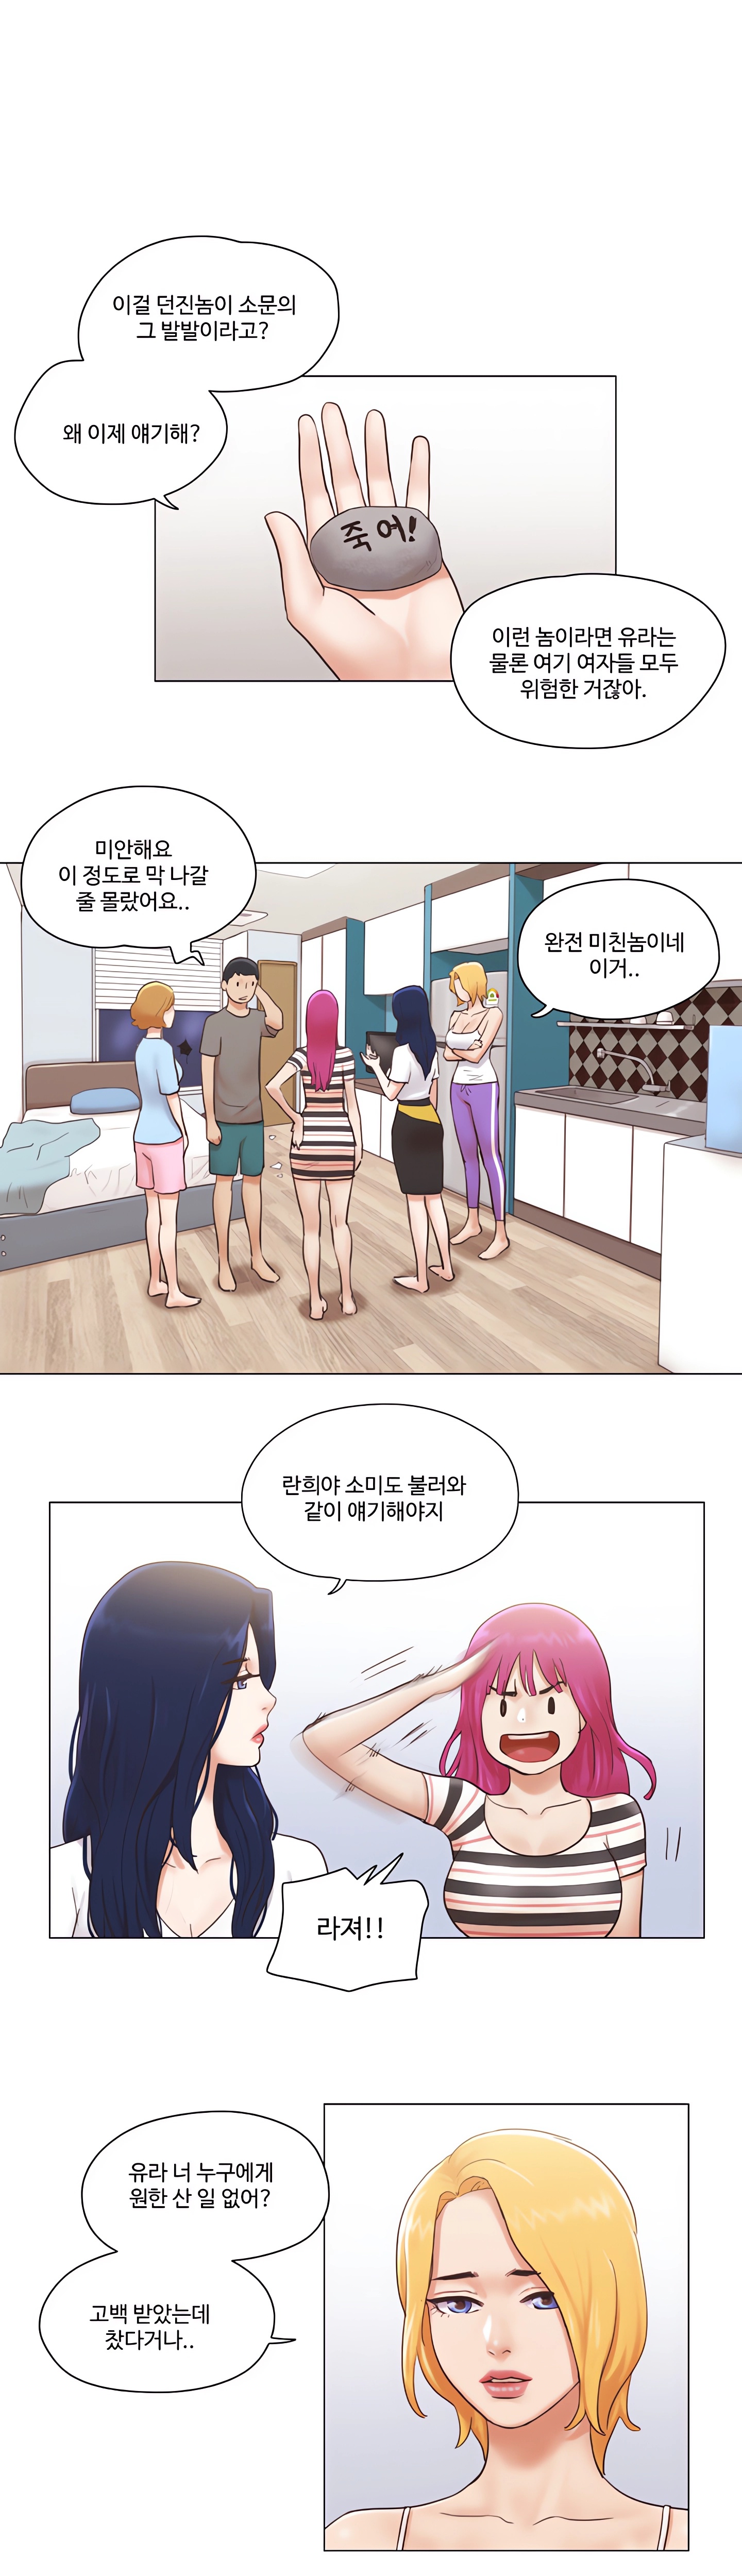 이걸 던진놈이 소문의
그 발발이라고?
왜 이제 얘기해?
죽어!
이런 놈이라면 유라는
물론 여기 여자들 모두
위험한 거잖아.
미안해요
이 정도로 막 나갈
줄 몰랐어요..
완전 미친놈이네
이거..
란희야 소미도 불러와
같이 얘기해야지
라져!!
유라 너 누구에게
원한 산 일 없어?
고백 받았는데
찼다거나..